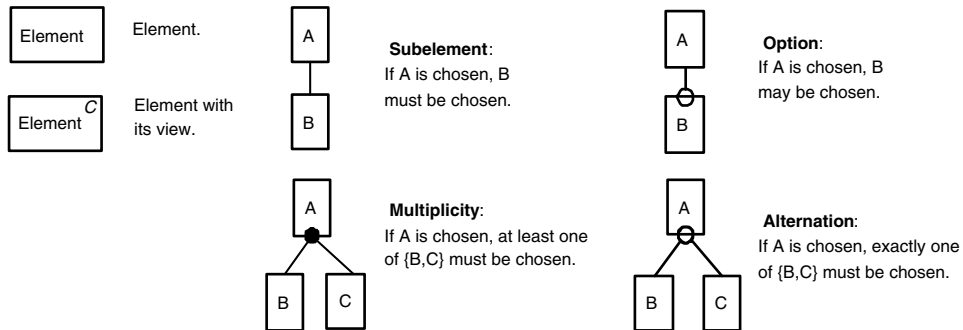 Element
Element.
Element C
Element with
its view.
A
B
Subelement:
If A is chosen, B
must be chosen.
A
B
Option:
If A is chosen, B
may be chosen.
A
B
C
Multiplicity:
If A is chosen, at least one
of {B,C} must be chosen.
A
B
C
Alternation:
If A is chosen, exactly one
of {B,C} must be chosen.